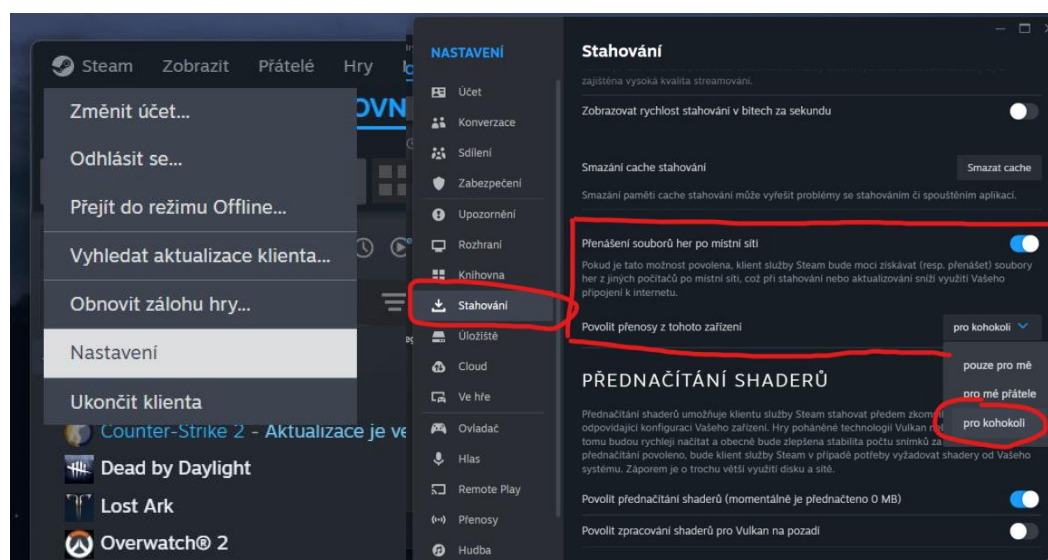 Steam Zobrazit Přátelé Hry
Změnit účet...
Odhlásit se...
Přejít do režimu Offline...
Vyhledat aktualizace klienta...
Obnovit zálohu hry...
Nastavení
Ukončit klienta
OVN
Counter-Strike 2 - Aktualizace je ve
Dead by Daylight
Lost Ark
Overwatch® 2
NASTAVENÍ
Účet
Konverzace
Sdílení
Zabezpečení
Upozornění
Rozhraní
Knihovna
Stahování
Úložiště
Cloud
Ve hře
Ovladač
Hlas
Remote Play
Přenosy
Hudba
Stahování
zajištěna vysoká kvalita streamování.
Zobrazovat rychlost stahování v bitech za sekundu
Smazání cache stahování
Smazat cache
Smazání paměti cache stahování může vyřešit problémy se stahováním či spouštěním aplikací.
Přenášení souborů her po místní síti
Pokud je tato možnost povolena, klient služby Steam bude moci získávat (resp. přenášet) soubory
her z jiných počítačů po místní síti, což při stahování nebo aktualizování sníží využití Vašeho
připojení k internetu.
Povolit přenosy z tohoto zařízení
pro kohokoli
pouze pro mě
pro mé přátele
pro kohokoli
PŘEDNAČÍTÁNÍ SHADERŮ
Přednačítání shaderů umožňuje klientu služby Steam stahovat předem
odpovídající konfiguraci Vašeho zařízení. Hry poháněné technologií Vulkan
tomu budou rychleji načítat a obecně bude zlepšena stabilita počtu snímků za
přednačítání povoleno, bude klient služby Steam v případě potřeby vyžadovat shadery od Vašeho
systému. Záporem je o trochu větší využití disku a sítě.
Povolit přednačítání shaderů (momentálně je přednačteno 0 MB)
Povolit zpracování shaderů pro Vulkan na pozadí